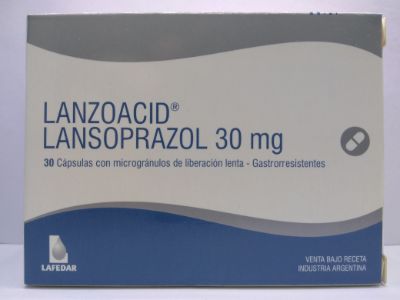 LANZOACID®
LANSOPRAZOL 30 mg
30 Cápsulas con microgránulos de liberación lenta - Gastrorresistentes
LAFEDAR
VENTA BAJO RECETA
INDUSTRIA ARGENTINA